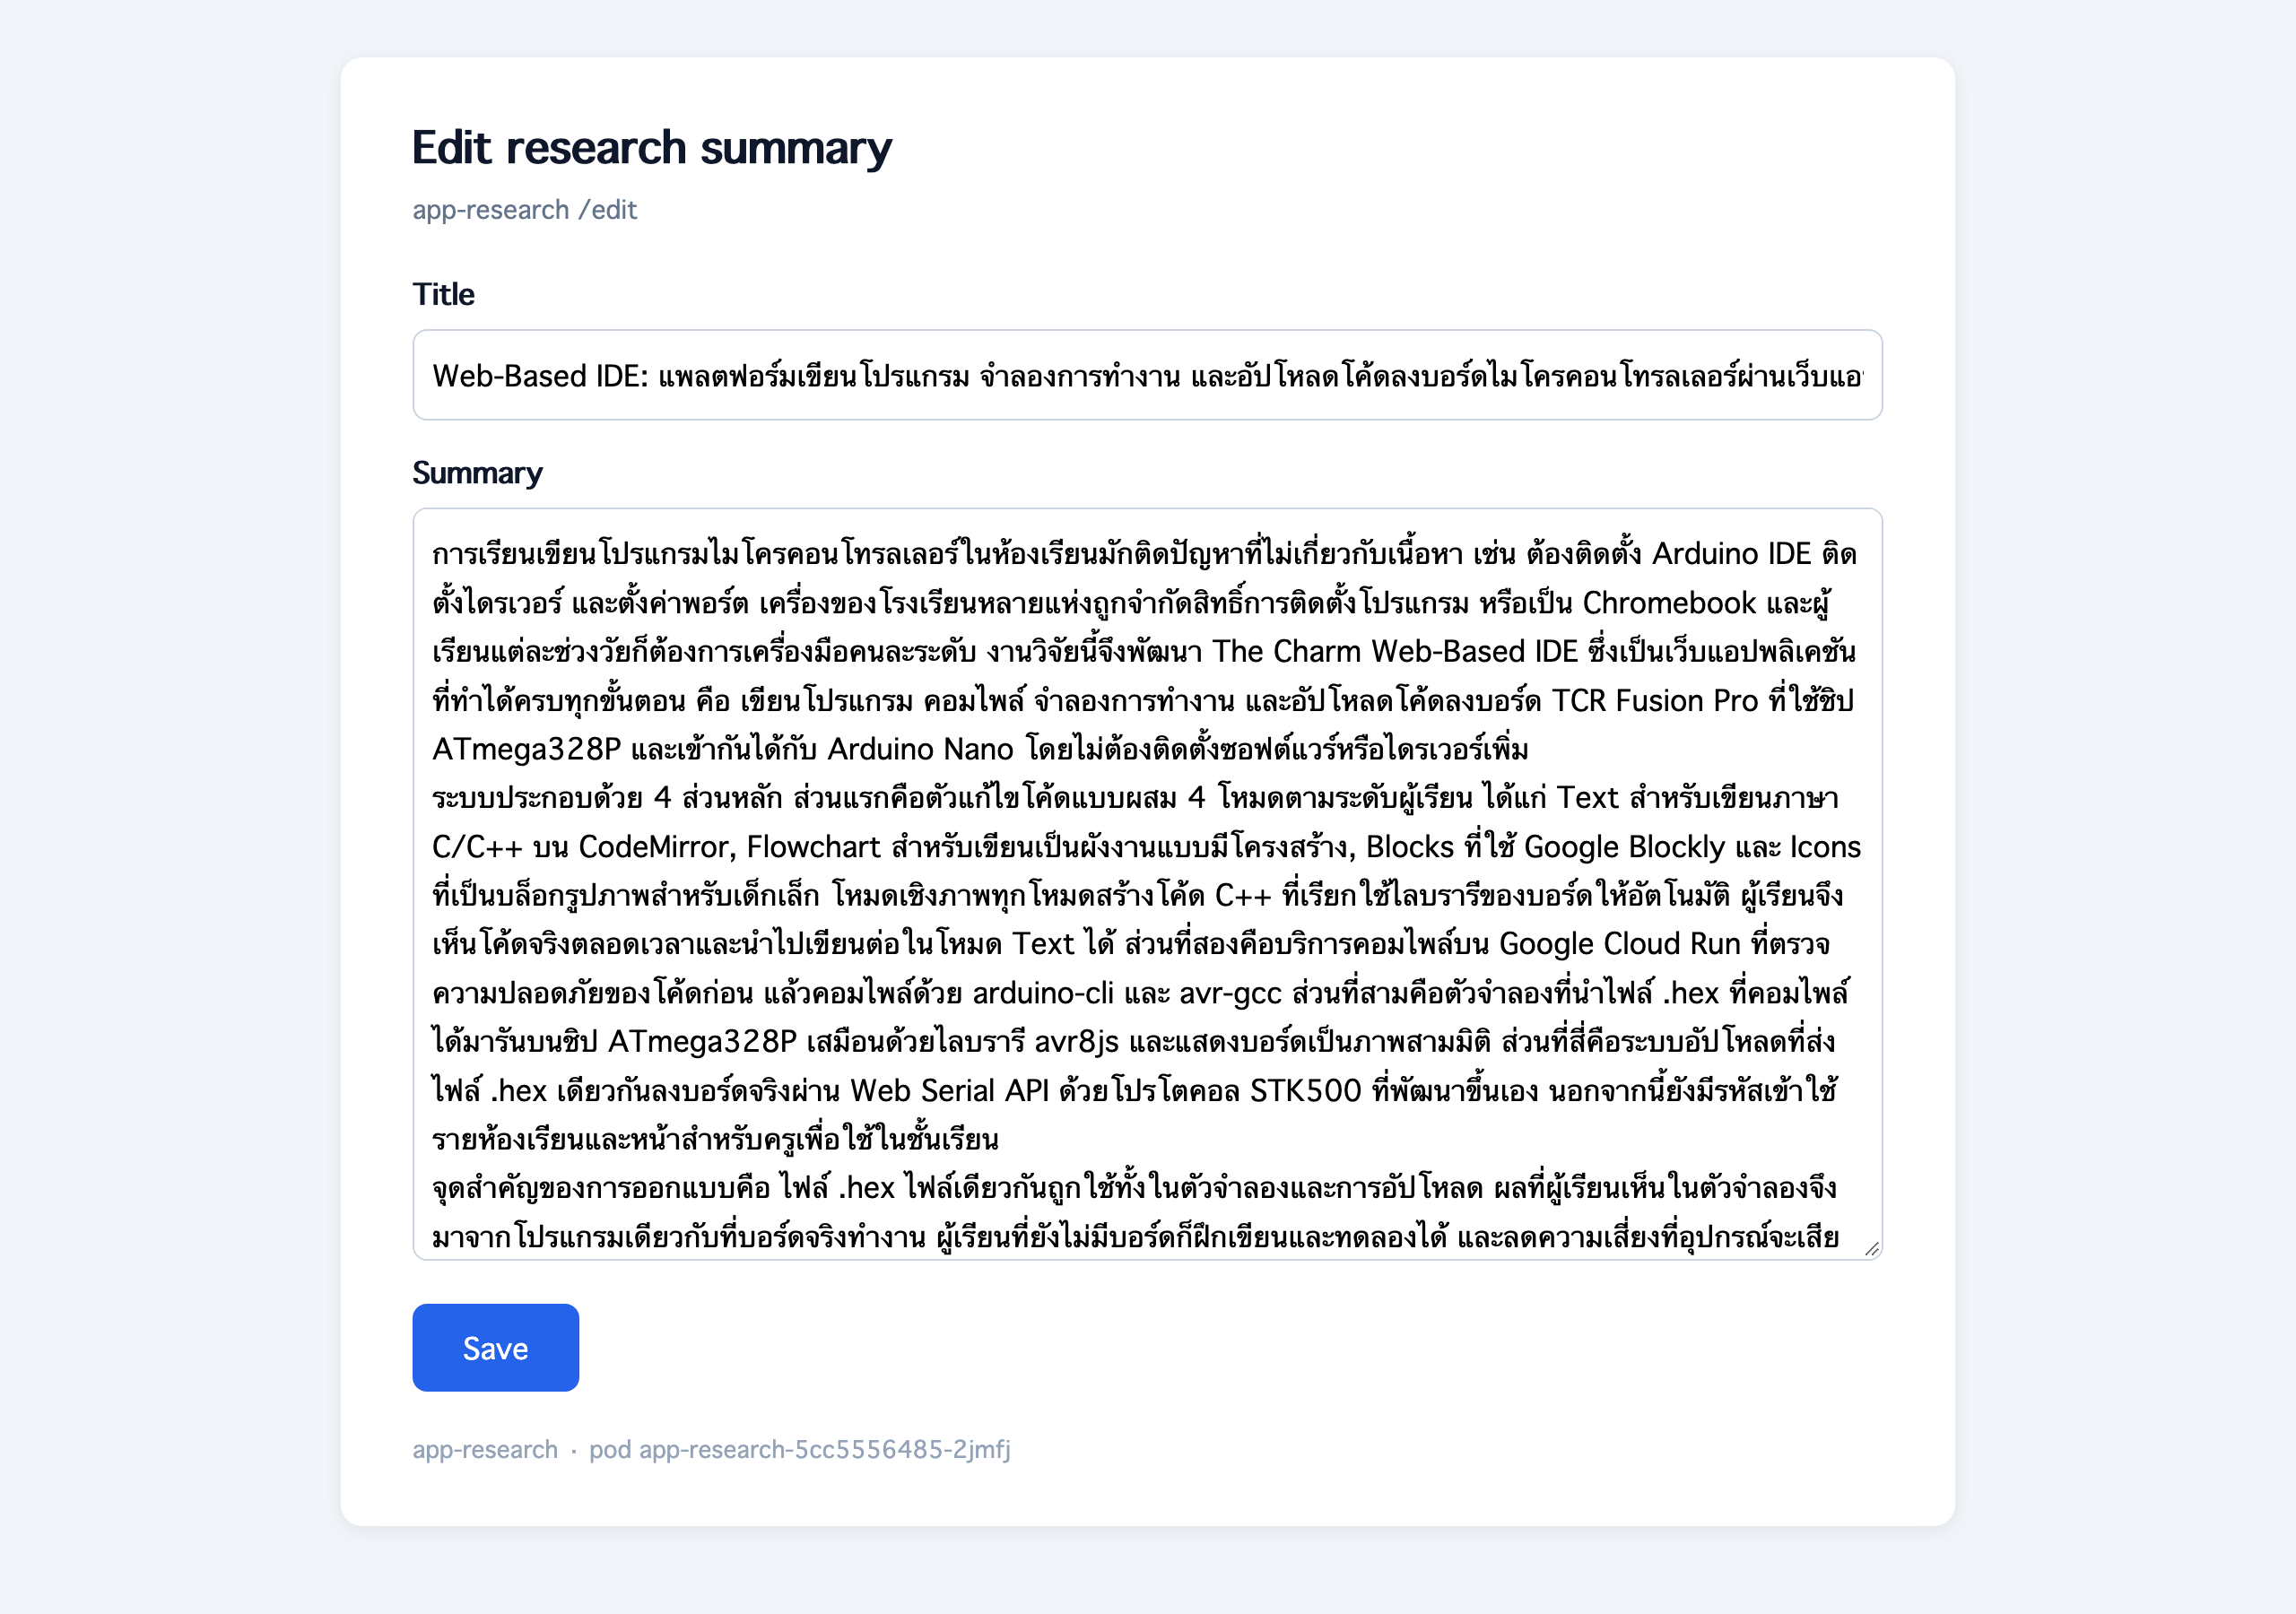 Edit research summary
app-research /edit
Title
Web-Based IDE: แพลตฟอร์มเขียนโปรแกรม จำลองการทำงาน และอัปโหลดโค้ดลงบอร์ดไมโครคอนโทรลเลอร์ผ่านเว็บแอ
Summary
การเรียนเขียนโปรแกรมไมโครคอนโทรลเลอร์ในห้องเรียนมักติดปัญหาที่ไม่เกี่ยวกับเนื้อหา เช่น ต้องติดตั้ง Arduino IDE ติด
ตั้งไดรเวอร์ และตั้งค่าพอร์ต เครื่องของโรงเรียนหลายแห่งถูกจำกัดสิทธิ์การติดตั้งโปรแกรม หรือเป็น Chromebook และผู้
เรียนแต่ละช่วงวัยก็ต้องการเครื่องมือคนละระดับ งานวิจัยนี้จึงพัฒนา The Charm Web-Based IDE ซึ่งเป็นเว็บแอปพลิเคชัน
ที่ทำได้ครบทุกขั้นตอน คือ เขียนโปรแกรม คอมไพล์ จำลองการทำงาน และอัปโหลดโค้ดลงบอร์ด TCR Fusion Pro ที่ใช้ชิป
ATmega328P และเข้ากันได้กับ Arduino Nano โดยไม่ต้องติดตั้งซอฟต์แวร์หรือไดรเวอร์เพิ่ม
ระบบประกอบด้วย 4 ส่วนหลัก ส่วนแรกคือตัวแก้ไขโค้ดแบบผสม 4 โหมดตามระดับผู้เรียน ได้แก่ Text สำหรับเขียนภาษา
C/C++ บน CodeMirror, Flowchart สำหรับเขียนเป็นผังงานแบบมีโครงสร้าง, Blocks ที่ใช้ Google Blockly และ Icons
ที่เป็นบล็อกรูปภาพสำหรับเด็กเล็ก โหมดเชิงภาพทุกโหมดสร้างโค้ด C++ ที่เรียกใช้ไลบรารีของบอร์ดให้อัตโนมัติ ผู้เรียนจึง
เห็นโค้ดจริงตลอดเวลาและนำไปเขียนต่อในโหมด Text ได้ ส่วนที่สองคือบริการคอมไพล์บน Google Cloud Run ที่ตรวจ
ความปลอดภัยของโค้ดก่อน แล้วคอมไพล์ด้วย arduino-cli และ avr-gcc ส่วนที่สามคือตัวจำลองที่นำไฟล์ .hex ที่คอมไพล์
ได้มารันบนชิป ATmega328P เสมือนด้วยไลบรารี avr8js และแสดงบอร์ดเป็นภาพสามมิติ ส่วนที่สี่คือระบบอัปโหลดที่ส่ง
ไฟล์ .hex เดียวกันลงบอร์ดจริงผ่าน Web Serial API ด้วยโปรโตคอล STK500 ที่พัฒนาขึ้นเอง นอกจากนี้ยังมีรหัสเข้าใช้
รายห้องเรียนและหน้าสำหรับครูเพื่อใช้ในชั้นเรียน
จุดสำคัญของการออกแบบคือ ไฟล์ .hex ไฟล์เดียวกันถูกใช้ทั้งในตัวจำลองและการอัปโหลด ผลที่ผู้เรียนเห็นในตัวจำลองจึง
มาจากโปรแกรมเดียวกับที่บอร์ดจริงทำงาน ผู้เรียนที่ยังไม่มีบอร์ดก็ฝึกเขียนและทดลองได้ และลดความเสี่ยงที่อุปกรณ์จะเสีย
Save
app-research · pod app-research-5cc5556485-2jmfj